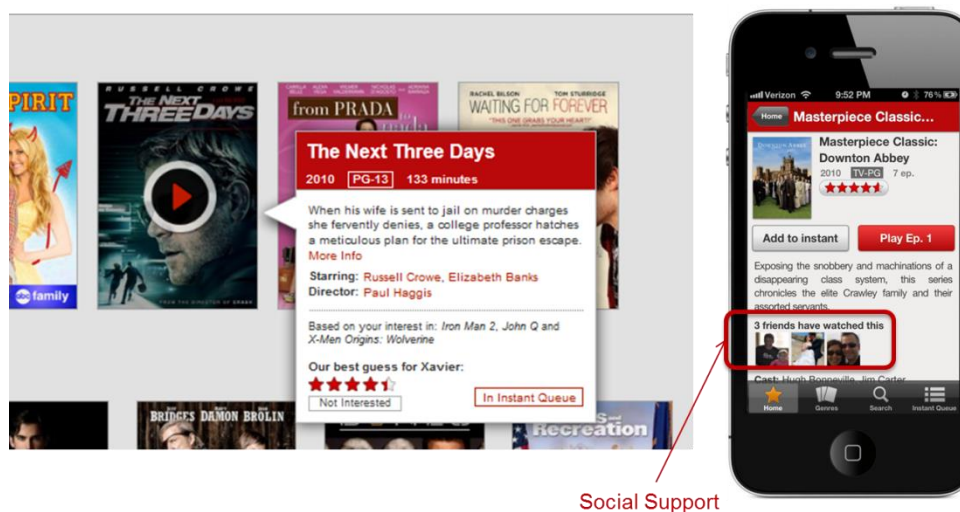 PIRIT
abc family
RUSSELL CROWE
THE NEXT
THREE DAYS
FROM THE DIRECTOR OF CRASH
from PRADA
to nada
RACHEL BILSON TOM STURRIDGE
WAITING FOR FOREVER
"THIS ONE GRABS YOUR HEART!"
The Next Three Days
2010 PG-13 133 minutes
When his wife is sent to jail on murder charges
she fervently denies, a college professor hatches
a meticulous plan for the ultimate prison escape.
More Info
Starring: Russell Crowe, Elizabeth Banks
Director: Paul Haggis
Based on your interest in: Iron Man 2, John Q and
X-Men Origins: Wolverine
Our best guess for Xavier:
Not Interested
In Instant Queue
BRIDGES DAMON BROLIN
and
Recreation
Verizon 9:52 PM 76%
Home Masterpiece Classic...
DOWNTON ABBEY
Masterpiece Classic:
Downton Abbey
2010 TV-PG 7 ep.
Add to instant Play Ep. 1
Exposing the snobbery and machinations of a
disappearing class system, this series
chronicles the elite Crawley family and their
assorted servants.
3 friends have watched this
Cast: Hugh Bonneville, Jim Carter
Home Genres Search Instant Queue
Social Support